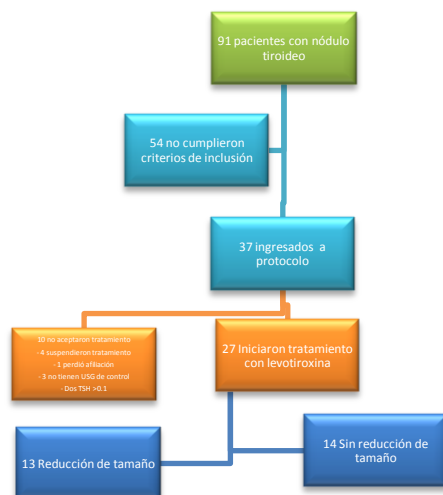 91 pacientes con nódulo
tiroideo
54 no cumplieron
criterios de inclusión
37 ingresados a
protocolo
10 no aceptaron tratamiento
- 4 suspendieron tratamiento
- 1 perdió afiliación
- 3 no tienen USG de control
- Dos TSH >0.1
27 Iniciaron tratamiento
con levotiroxina
13 Reducción de tamaño
14 Sin reducción de
tamaño